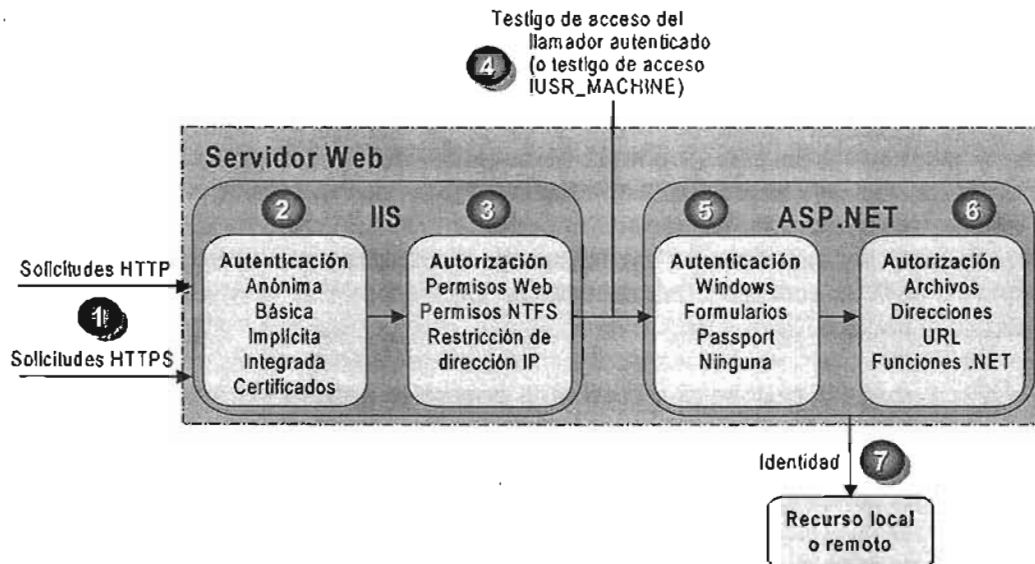 Testigo de acceso del
llamador autenticado
(o testigo de acceso
IUSR_MACHINE)
4
Servidor Web
2
IIS
3
5
ASP.NET
6
Solicitudes HTTP
1
Solicitudes HTTPS
Autenticación
Anónima
Básica
Implícita
Integrada
Certificados
Autorización
Permisos Web
Permisos NTFS
Restricción de
dirección IP
Autenticación
Windows
Formularios
Passport
Ninguna
Autorización
Archivos
Direcciones
URL
Funciones .NET
Identidad
7
Recurso local
o remoto